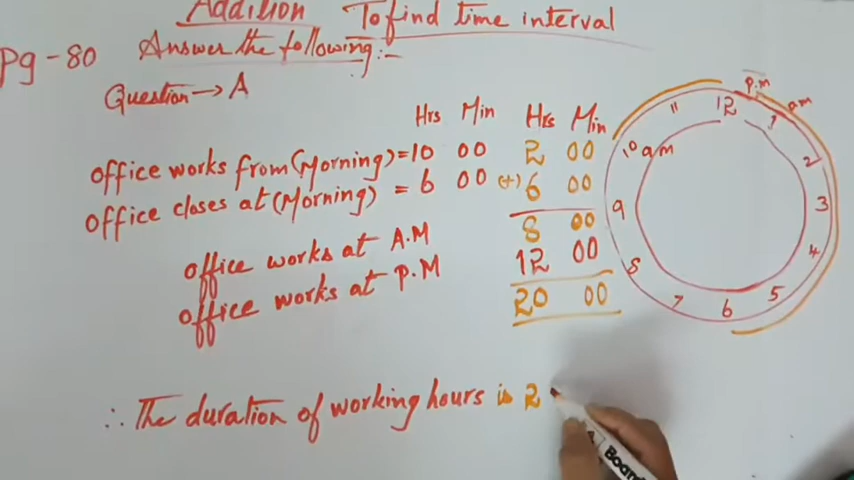 Addition To find time interval
Pg-80 Answer the following:-
Question → A
Hrs Min Hrs Min
office works from (Morning) = 10 00 2 00
office closes at (Morning) = 6 00 (+) 6 00
8 00
office works at A.M 12 00
office works at P.M 20 00
∴ The duration of working hours is 2
P.M
am
10 am
11
12
1
2
3
4
5
6
7
8
9
Board